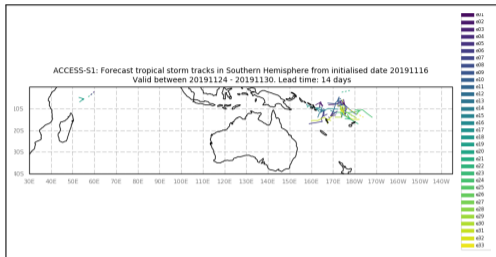 ACCESS-S1: Forecast tropical storm tracks in Southern Hemisphere from initialised date 20191116
Valid between 20191124 - 20191130. Lead time: 14 days
10S
20S
30S
40S
30E 40E 50E 60E 70E 80E 90E 100E 110E 120E 130E 140E 150E 160E 170E 180W 170W 160W 150W 140W
e01
e02
e03
e04
e05
e06
e07
e08
e09
e10
e11
e12
e13
e14
e15
e16
e17
e18
e19
e20
e21
e22
e23
e24
e25
e26
e27
e28
e29
e30
e31
e32
e33